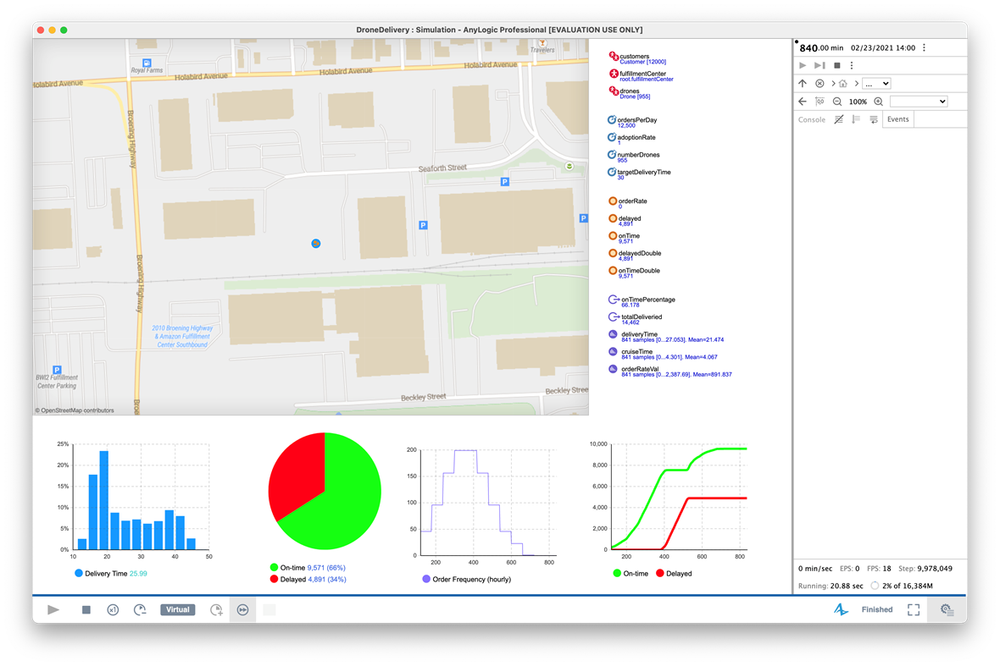 DroneDelivery : Simulation - AnyLogic Professional [EVALUATION USE ONLY]
Royal Farms
Travelers
Holabird Avenue
Holabird Avenue
Holabird Avenue
Holabird Avenue
Broening Highway
Seaforth Street
P
P
P
Broening Highway
2010 Broening Highway
& Amazon Fulfillment
Center Southbound
P
BWI2 Fulfillment
Center Parking
Beckley Street
Beckley Stree
Broe
© OpenStreetMap contributors
customers
Customer [12000]
fulfillmentCenter
root.fulfillmentCenter
drones
Drone [955]
ordersPerDay
12,500
adoptionRate
1
numberDrones
955
targetDeliveryTime
30
orderRate
0
delayed
4,891
onTime
9,571
delayedDouble
4,891
onTimeDouble
9,571
onTimePercentage
66.178
totalDeliveried
14,462
deliveryTime
841 samples [0...27.053]. Mean=21.474
cruiseTime
841 samples [0...4.301]. Mean=4.067
orderRateVal
841 samples [0...2,387.69]. Mean=891.837
840.00 min 02/23/2021 14:00
...
100%
Console
Events
25%
20%
15%
10%
5%
0%
10 20 30 40 50
Delivery Time 25.99
On-time 9,571 (66%)
Delayed 4,891 (34%)
200
150
100
50
0
200 400 600 800
Order Frequency (hourly)
10,000
8,000
6,000
4,000
2,000
0
200 400 600 800
On-time Delayed
0 min/sec EPS: 0 FPS: 18 Step: 9,978,049
Running: 20.88 sec 2% of 16,384M
x1
Virtual
Finished